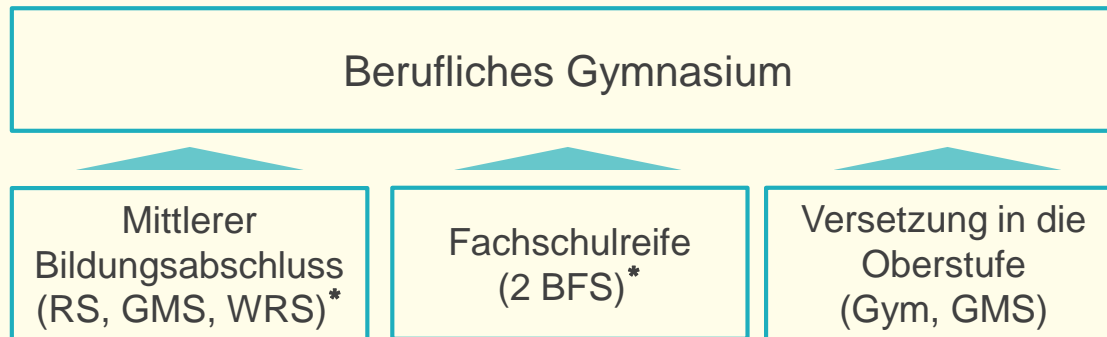 Berufliches Gymnasium
Mittlerer
Bildungsabschluss
(RS, GMS, WRS)*
Fachschulreife
(2 BFS)*
Versetzung in die
Oberstufe
(Gym, GMS)